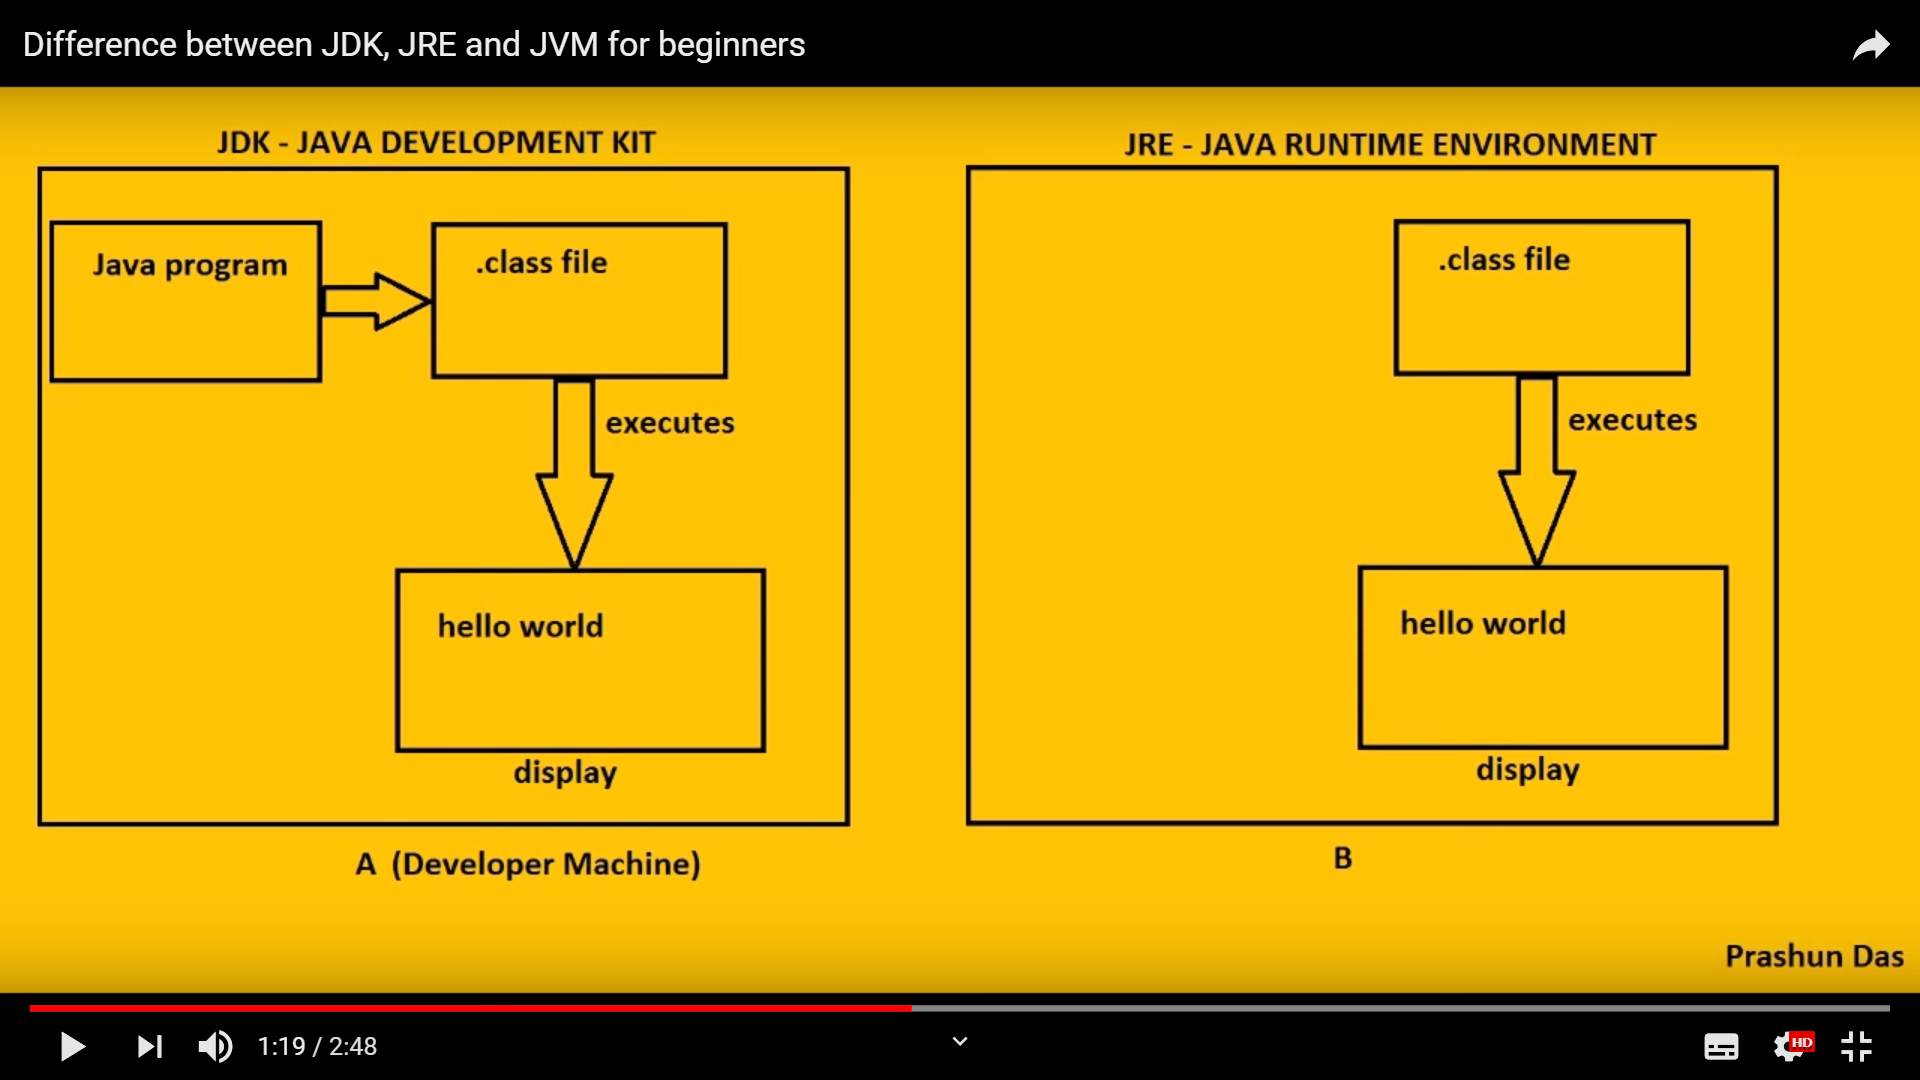 Difference between JDK, JRE and JVM for beginners
JDK - JAVA DEVELOPMENT KIT
Java program
.class file
executes
hello world
display
A (Developer Machine)
JRE - JAVA RUNTIME ENVIRONMENT
.class file
executes
hello world
display
B
Prashun Das
1:19 / 2:48
HD